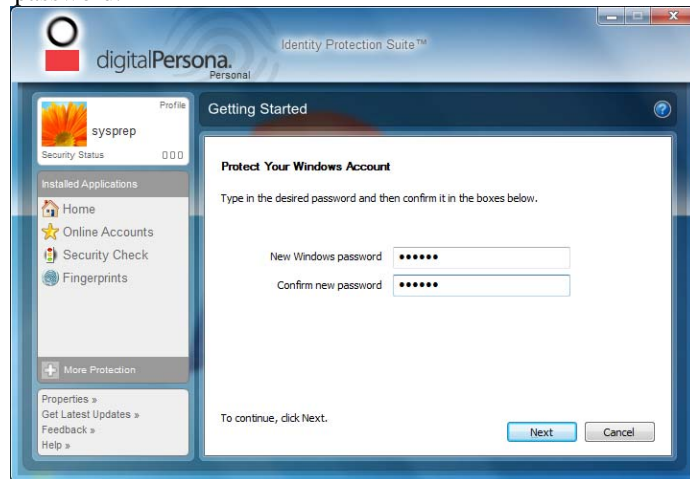 digitalPersona.
Personal
Identity Protection Suite™
Profile
sysprep
Security Status
Installed Applications
Home
Online Accounts
Security Check
Fingerprints
More Protection
Properties »
Get Latest Updates »
Feedback »
Help »
Getting Started
Protect Your Windows Account
Type in the desired password and then confirm it in the boxes below.
New Windows password ••••••
Confirm new password ••••••
To continue, click Next.
Next Cancel